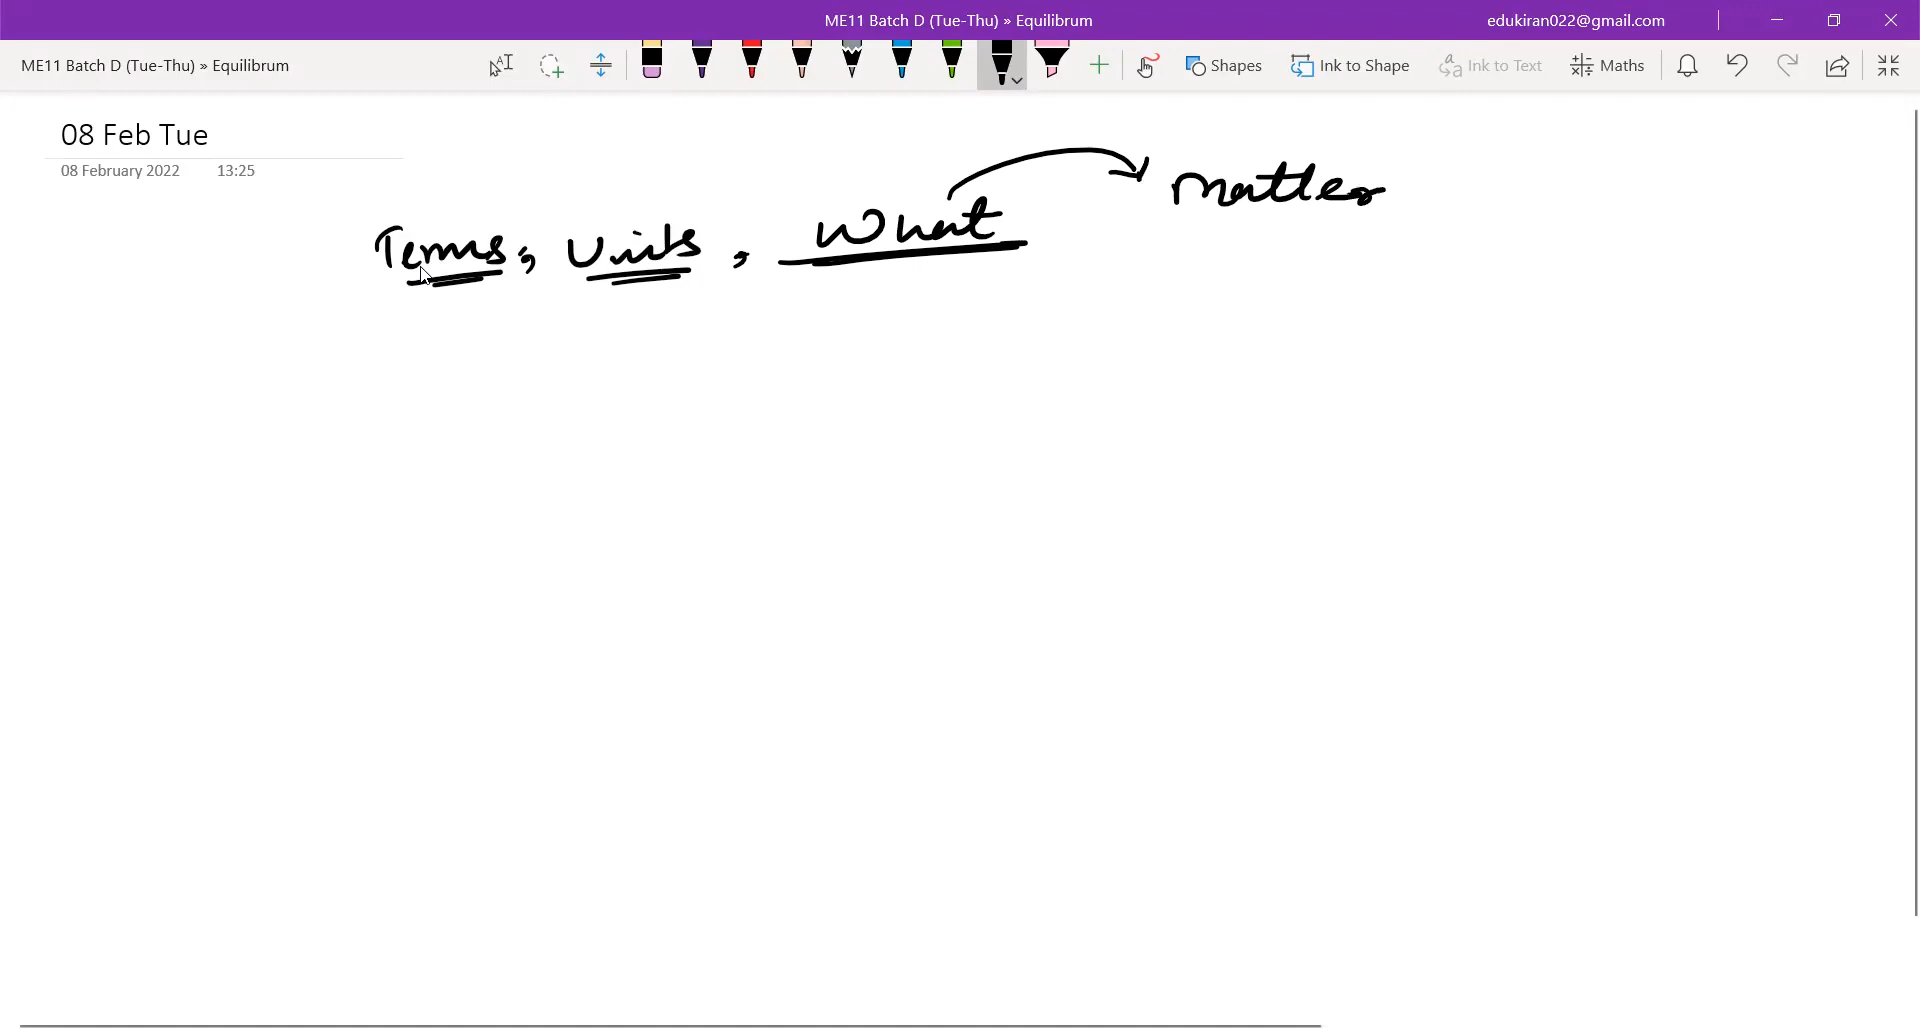 ME11 Batch D (Tue-Thu) » Equilibrum
edukiran022@gmail.com
ME11 Batch D (Tue-Thu) » Equilibrum
Shapes
Ink to Shape
Ink to Text
Maths
08 Feb Tue
08 February 2022 13:25
Matter
Terms, Units, What